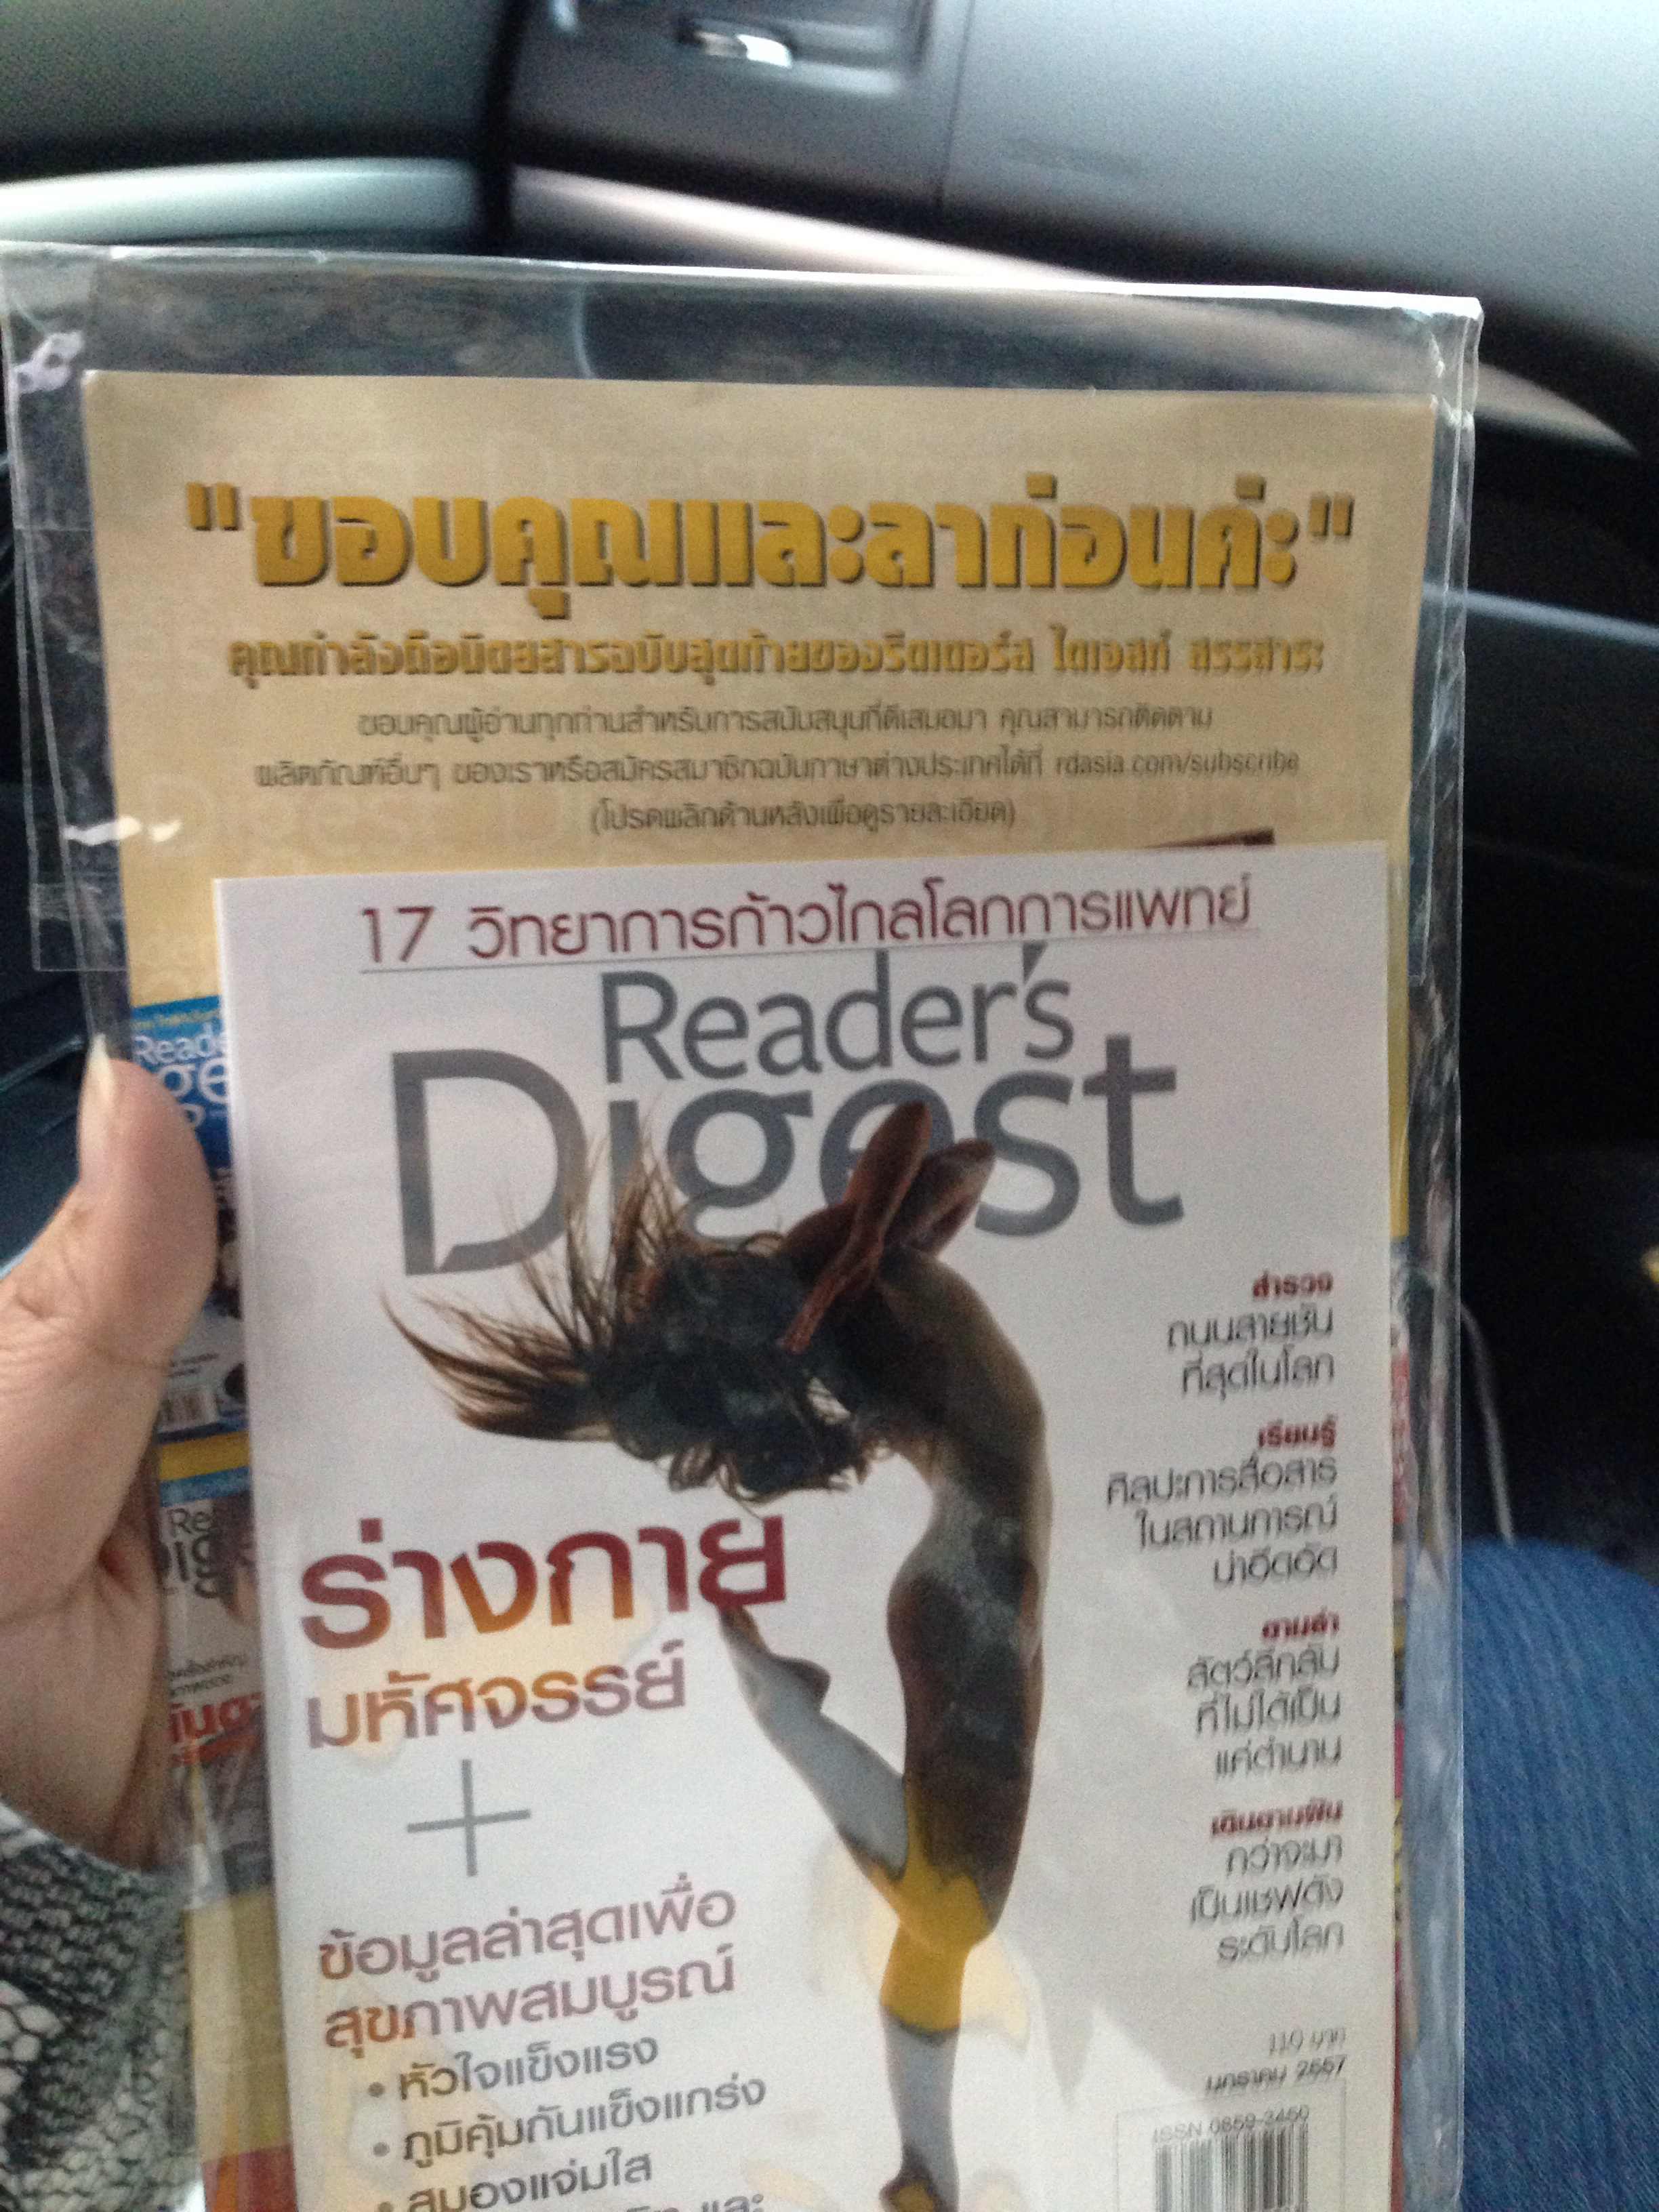 "ขอบคุณและลาก่อนค่ะ"
คุณกำลังถือนิตยสารฉบับสุดท้ายของรีดเดอร์ส ไดเจสท์ สรรสาระ
ขอบคุณผู้อ่านทุกท่านสำหรับการสนับสนุนที่ดีเสมอมา คุณสามารถติดตาม
ผลิตภัณฑ์อื่นๆ ของเราหรือสมัครสมาชิกฉบับภาษาต่างประเทศได้ที่ rdasia.com/subscribe
(โปรดพลิกด้านหลังเพื่อดูรายละเอียด)
17 วิทยาการก้าวไกลโลกการแพทย์
Reader's
Digest
สำรวจ
ถนนสายชัน
ที่สุดในโลก
เรียนรู้
ศิลปะการสื่อสาร
ในสถานการณ์
น่าอึดอัด
ตามล่า
สัตว์ลึกลับ
ที่ไม่ได้เป็น
แค่ตำนาน
เดินตามฝัน
กว่าจะมา
เป็นเชฟดัง
ระดับโลก
ร่างกาย
มหัศจรรย์
+
ข้อมูลล่าสุดเพื่อ
สุขภาพสมบูรณ์
• หัวใจแข็งแรง
• ภูมิคุ้มกันแข็งแกร่ง
• สมองแจ่มใส
และ
110 บาท
มกราคม 2557
ISSN 0859-3450